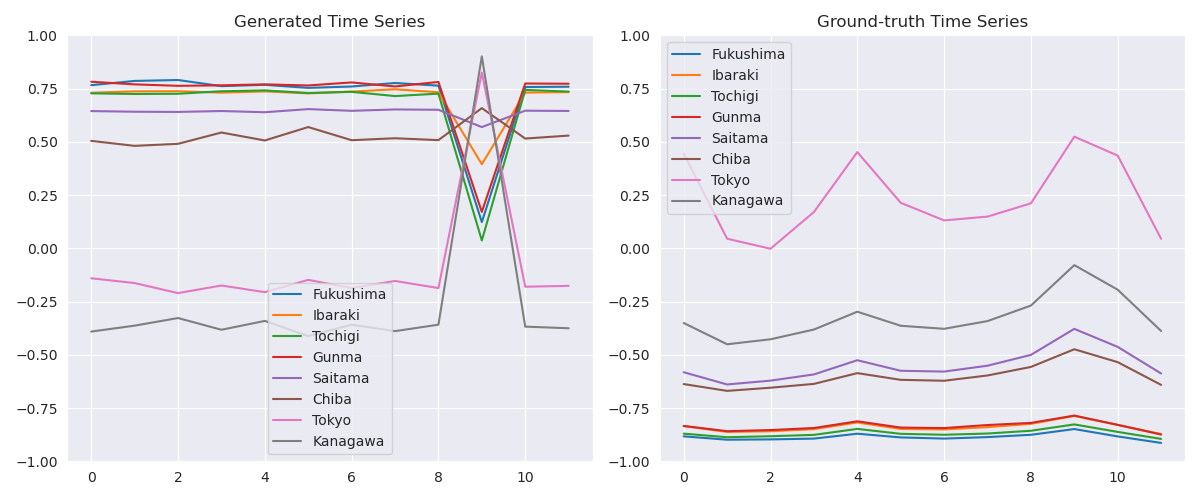 Generated Time Series
1.00
0.75
0.50
0.25
0.00
−0.25
−0.50
−0.75
−1.00
0 2 4 6 8 10
Fukushima
Ibaraki
Tochigi
Gunma
Saitama
Chiba
Tokyo
Kanagawa
Ground-truth Time Series
1.00
0.75
0.50
0.25
0.00
−0.25
−0.50
−0.75
−1.00
0 2 4 6 8 10
Fukushima
Ibaraki
Tochigi
Gunma
Saitama
Chiba
Tokyo
Kanagawa